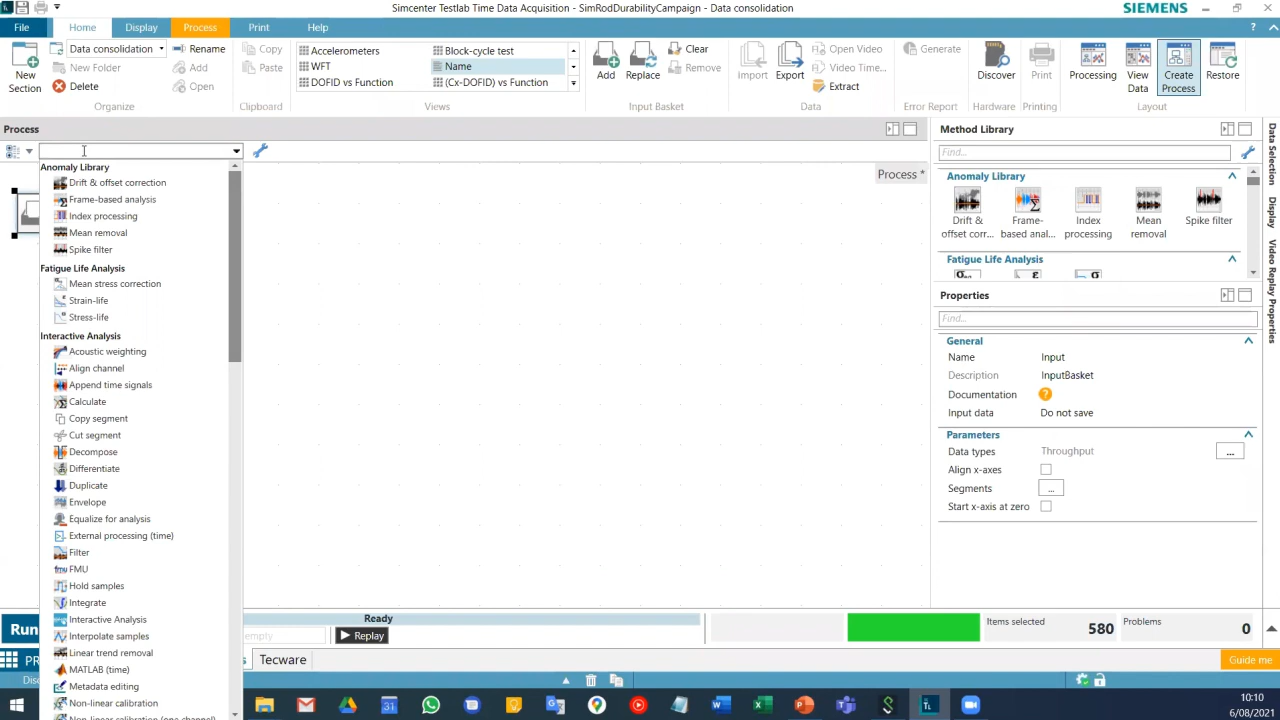 Simcenter Testlab Time Data Acquisition - SimRodDurabilityCampaign - Data consolidation
SIEMENS
File Home Display Process Print Help
New Section
Data consolidation
New Folder
Delete
Rename
Add
Open
Organize
Copy
Paste
Clipboard
Accelerometers
WFT
DOFID vs Function
Block-cycle test
Name
(Cx-DOFID) vs Function
Views
Add
Replace
Clear
Remove
Input Basket
Import
Export
Open Video
Video Time...
Extract
Data
Generate
Error Report
Discover
Hardware
Print
Printing
Processing
View Data
Create Process
Restore
Layout
Process
Process *
Anomaly Library
Drift & offset correction
Frame-based analysis
Index processing
Mean removal
Spike filter
Fatigue Life Analysis
Mean stress correction
Strain-life
Stress-life
Interactive Analysis
Acoustic weighting
Align channel
Append time signals
Calculate
Copy segment
Cut segment
Decompose
Differentiate
Duplicate
Envelope
Equalize for analysis
External processing (time)
Filter
fmu FMU
Hold samples
Integrate
Interactive Analysis
Interpolate samples
Linear trend removal
MATLAB (time)
Metadata editing
Non-linear calibration
Non-linear calibration (one channel)
Method Library
Find...
Anomaly Library
Drift & offset corr...
Frame-based anal...
Index processing
Mean removal
Spike filter
Fatigue Life Analysis
Properties
Find...
General
Name Input
Description InputBasket
Documentation ?
Input data Do not save
Parameters
Data types Throughput ...
Align x-axes
Segments ...
Start x-axis at zero
Data Selection
Display
Video Replay Properties
Run
Ready
empty
Replay
Items selected
580
Problems
0
Tecware
Guide me
10:10
6/08/2021